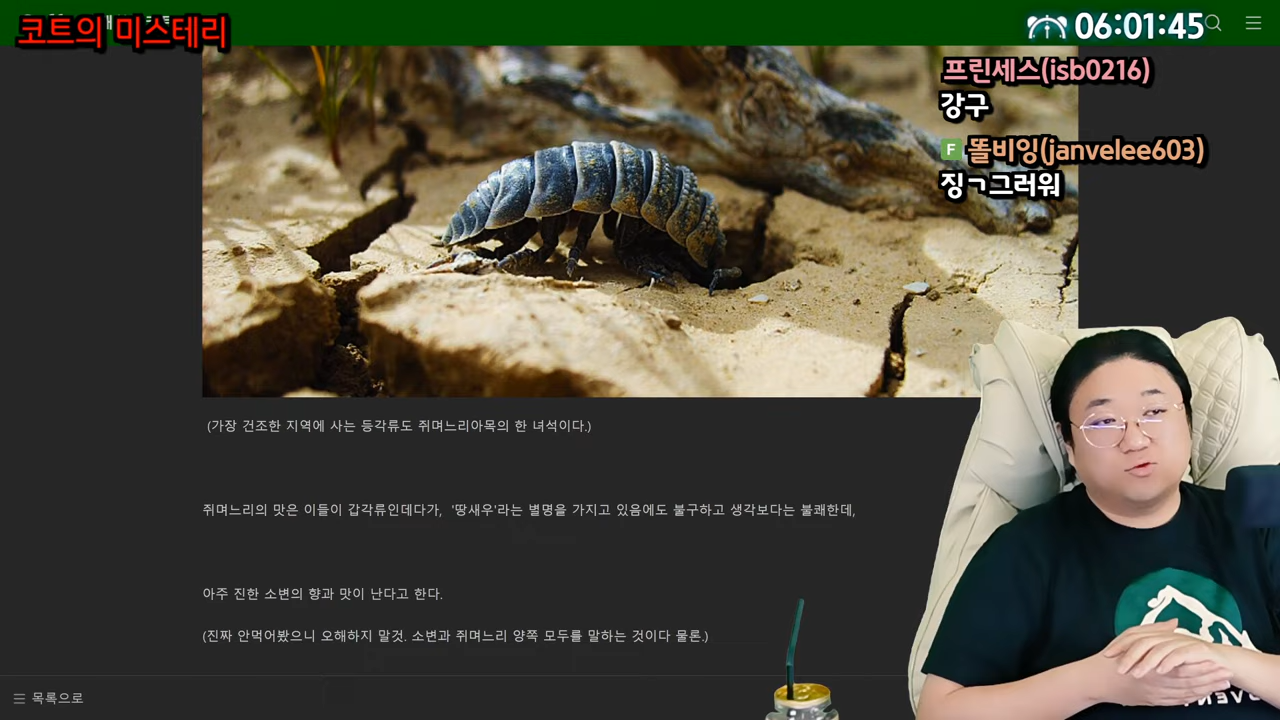 코트의 미스테리
06:01:45
프린세스(isb0216)
강구
F 똘비잉(janvelee603)
징ㄱ그러워
(가장 건조한 지역에 사는 등각류도 쥐며느리아목의 한 녀석이다.)
쥐며느리의 맛은 이들이 갑각류인데다가, '땅새우'라는 별명을 가지고 있음에도 불구하고 생각보다는 불쾌한데,
아주 진한 소변의 향과 맛이 난다고 한다.
(진짜 안먹어봤으니 오해하지 말것. 소변과 쥐며느리 양쪽 모두를 말하는 것이다 물론.)
목록으로